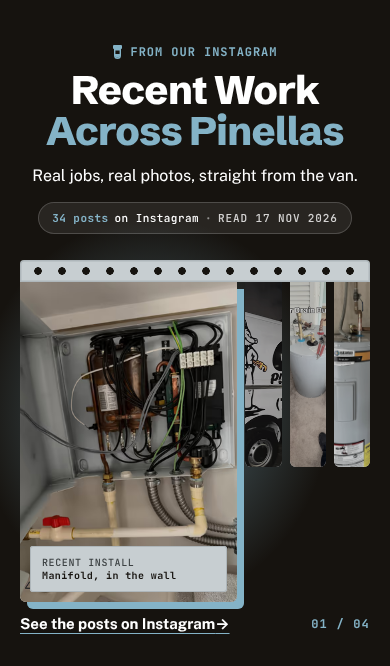 FROM OUR INSTAGRAM
Recent Work
Across Pinellas
Real jobs, real photos, straight from the van.
34 posts on Instagram · READ 17 NOV 2026
RECENT INSTALL
Manifold, in the wall
See the posts on Instagram→
01 / 04